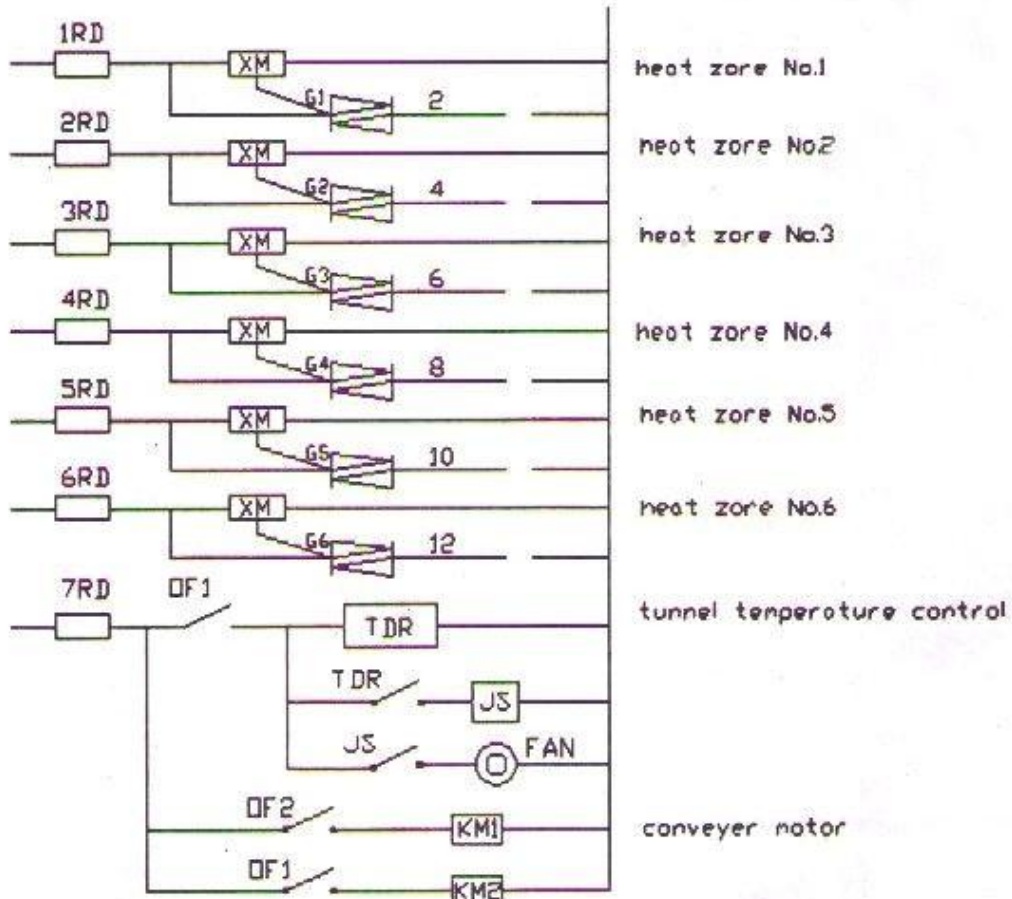 1RD
XM
heat zore No.1
G1
2
2RD
XM
heat zore No2
G2
4
3RD
XM
heat zore No.3
G3
6
4RD
XM
heat zore No.4
G4
8
5RD
XM
heat zore No.5
G5
10
6RD
XM
heat zore No.6
G6
12
7RD
OF1
TDR
tunnel temperature control
TDR
JS
JS
FAN
OF2
KM1
conveyer motor
OF1
KM2